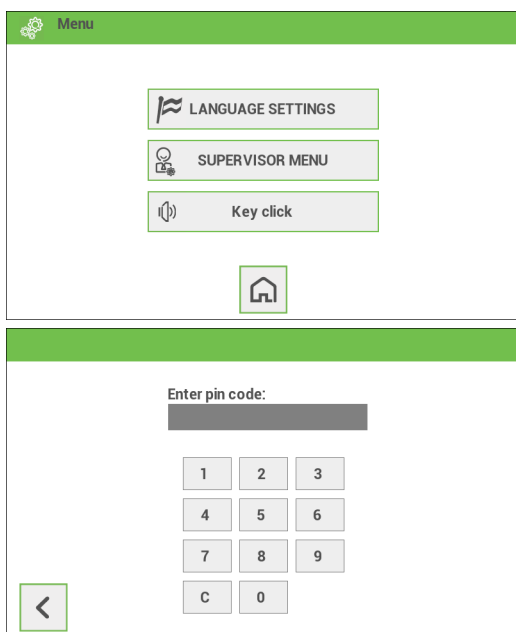 Menu
LANGUAGE SETTINGS
SUPERVISOR MENU
Key click
Enter pin code:
1 2 3
4 5 6
7 8 9
C 0